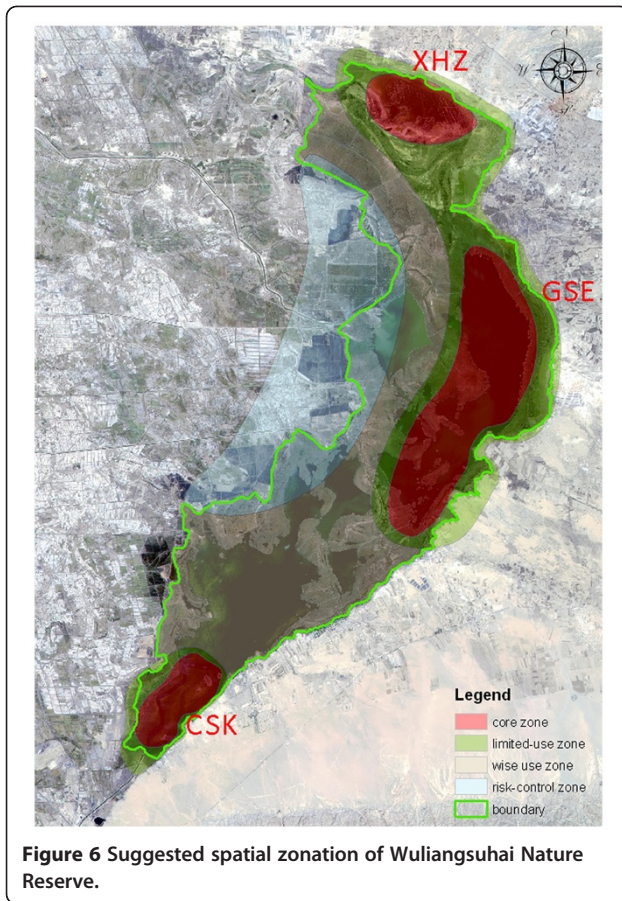 XHZ
GSE
CSK
Legend
core zone
limited-use zone
wise use zone
risk-control zone
boundary
Figure 6 Suggested spatial zonation of Wuliangsuhai Nature
Reserve.